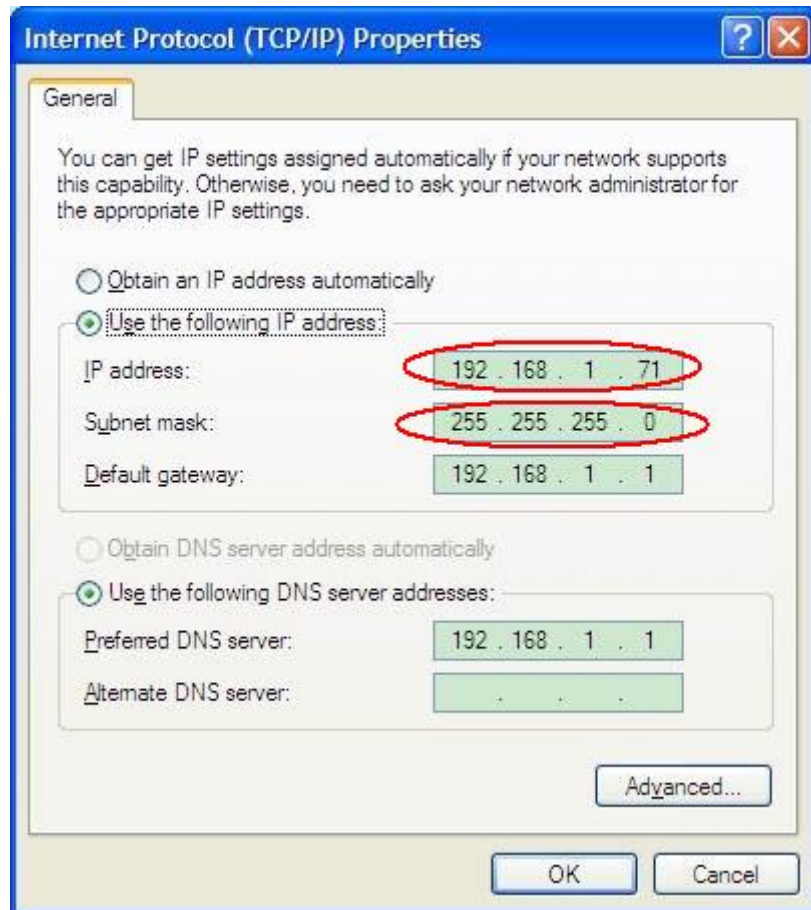 Internet Protocol (TCP/IP) Properties
General
You can get IP settings assigned automatically if your network supports
this capability. Otherwise, you need to ask your network administrator for
the appropriate IP settings.
Obtain an IP address automatically
Use the following IP address:
IP address: 192 . 168 . 1 . 71
Subnet mask: 255 . 255 . 255 . 0
Default gateway: 192 . 168 . 1 . 1
Obtain DNS server address automatically
Use the following DNS server addresses:
Preferred DNS server: 192 . 168 . 1 . 1
Alternate DNS server: . . .
Advanced...
OK Cancel